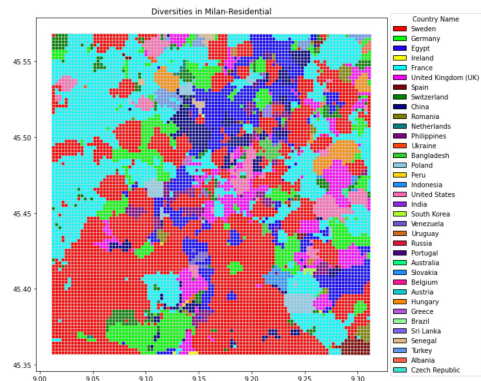 Diversities in Milan-Residential
Country Name
Sweden
Germany
Egypt
Ireland
France
United Kingdom (UK)
Spain
Switzerland
China
Romania
Netherlands
Philippines
Ukraine
Bangladesh
Poland
Peru
Indonesia
United States
India
South Korea
Venezuela
Uruguay
Russia
Portugal
Australia
Slovakia
Belgium
Austria
Hungary
Greece
Brazil
Sri Lanka
Senegal
Turkey
Albania
Czech Republic
45.55
45.50
45.45
45.40
45.35
9.00 9.05 9.10 9.15 9.20 9.25 9.30